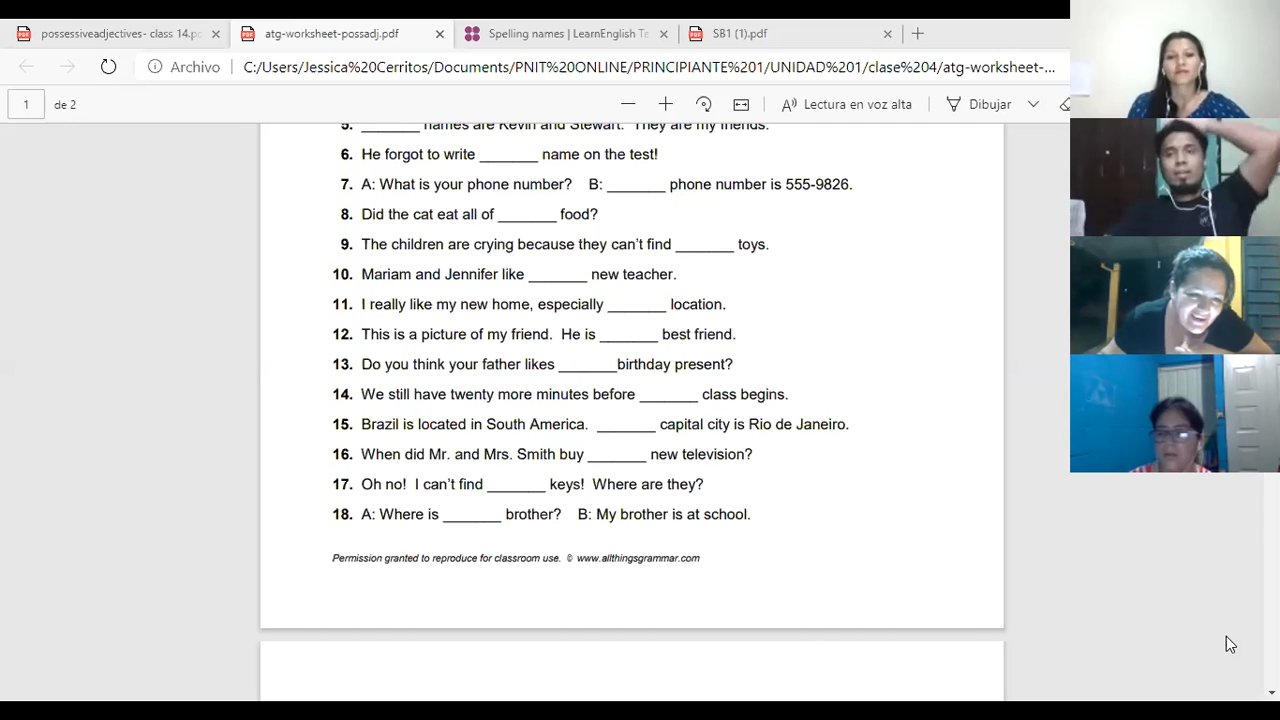 possessiveadjectives- class 14.pc
atg-worksheet-possadj.pdf
Spelling names | LearnEnglish Te
SB1 (1).pdf
Archivo
C:/Users/Jessica%20Cerritos/Documents/PNIT%20ONLINE/PRINCIPIANTE%201/UNIDAD%201/clase%204/atg-worksheet-...
1 de 2
Lectura en voz alta
Dibujar
5. _______ names are Kevin and Stewart. They are my friends.
6. He forgot to write _______ name on the test!
7. A: What is your phone number? B: _______ phone number is 555-9826.
8. Did the cat eat all of _______ food?
9. The children are crying because they can't find _______ toys.
10. Mariam and Jennifer like _______ new teacher.
11. I really like my new home, especially _______ location.
12. This is a picture of my friend. He is _______ best friend.
13. Do you think your father likes _______birthday present?
14. We still have twenty more minutes before _______ class begins.
15. Brazil is located in South America. _______ capital city is Rio de Janeiro.
16. When did Mr. and Mrs. Smith buy _______ new television?
17. Oh no! I can't find _______ keys! Where are they?
18. A: Where is _______ brother? B: My brother is at school.
Permission granted to reproduce for classroom use. © www.allthingsgrammar.com